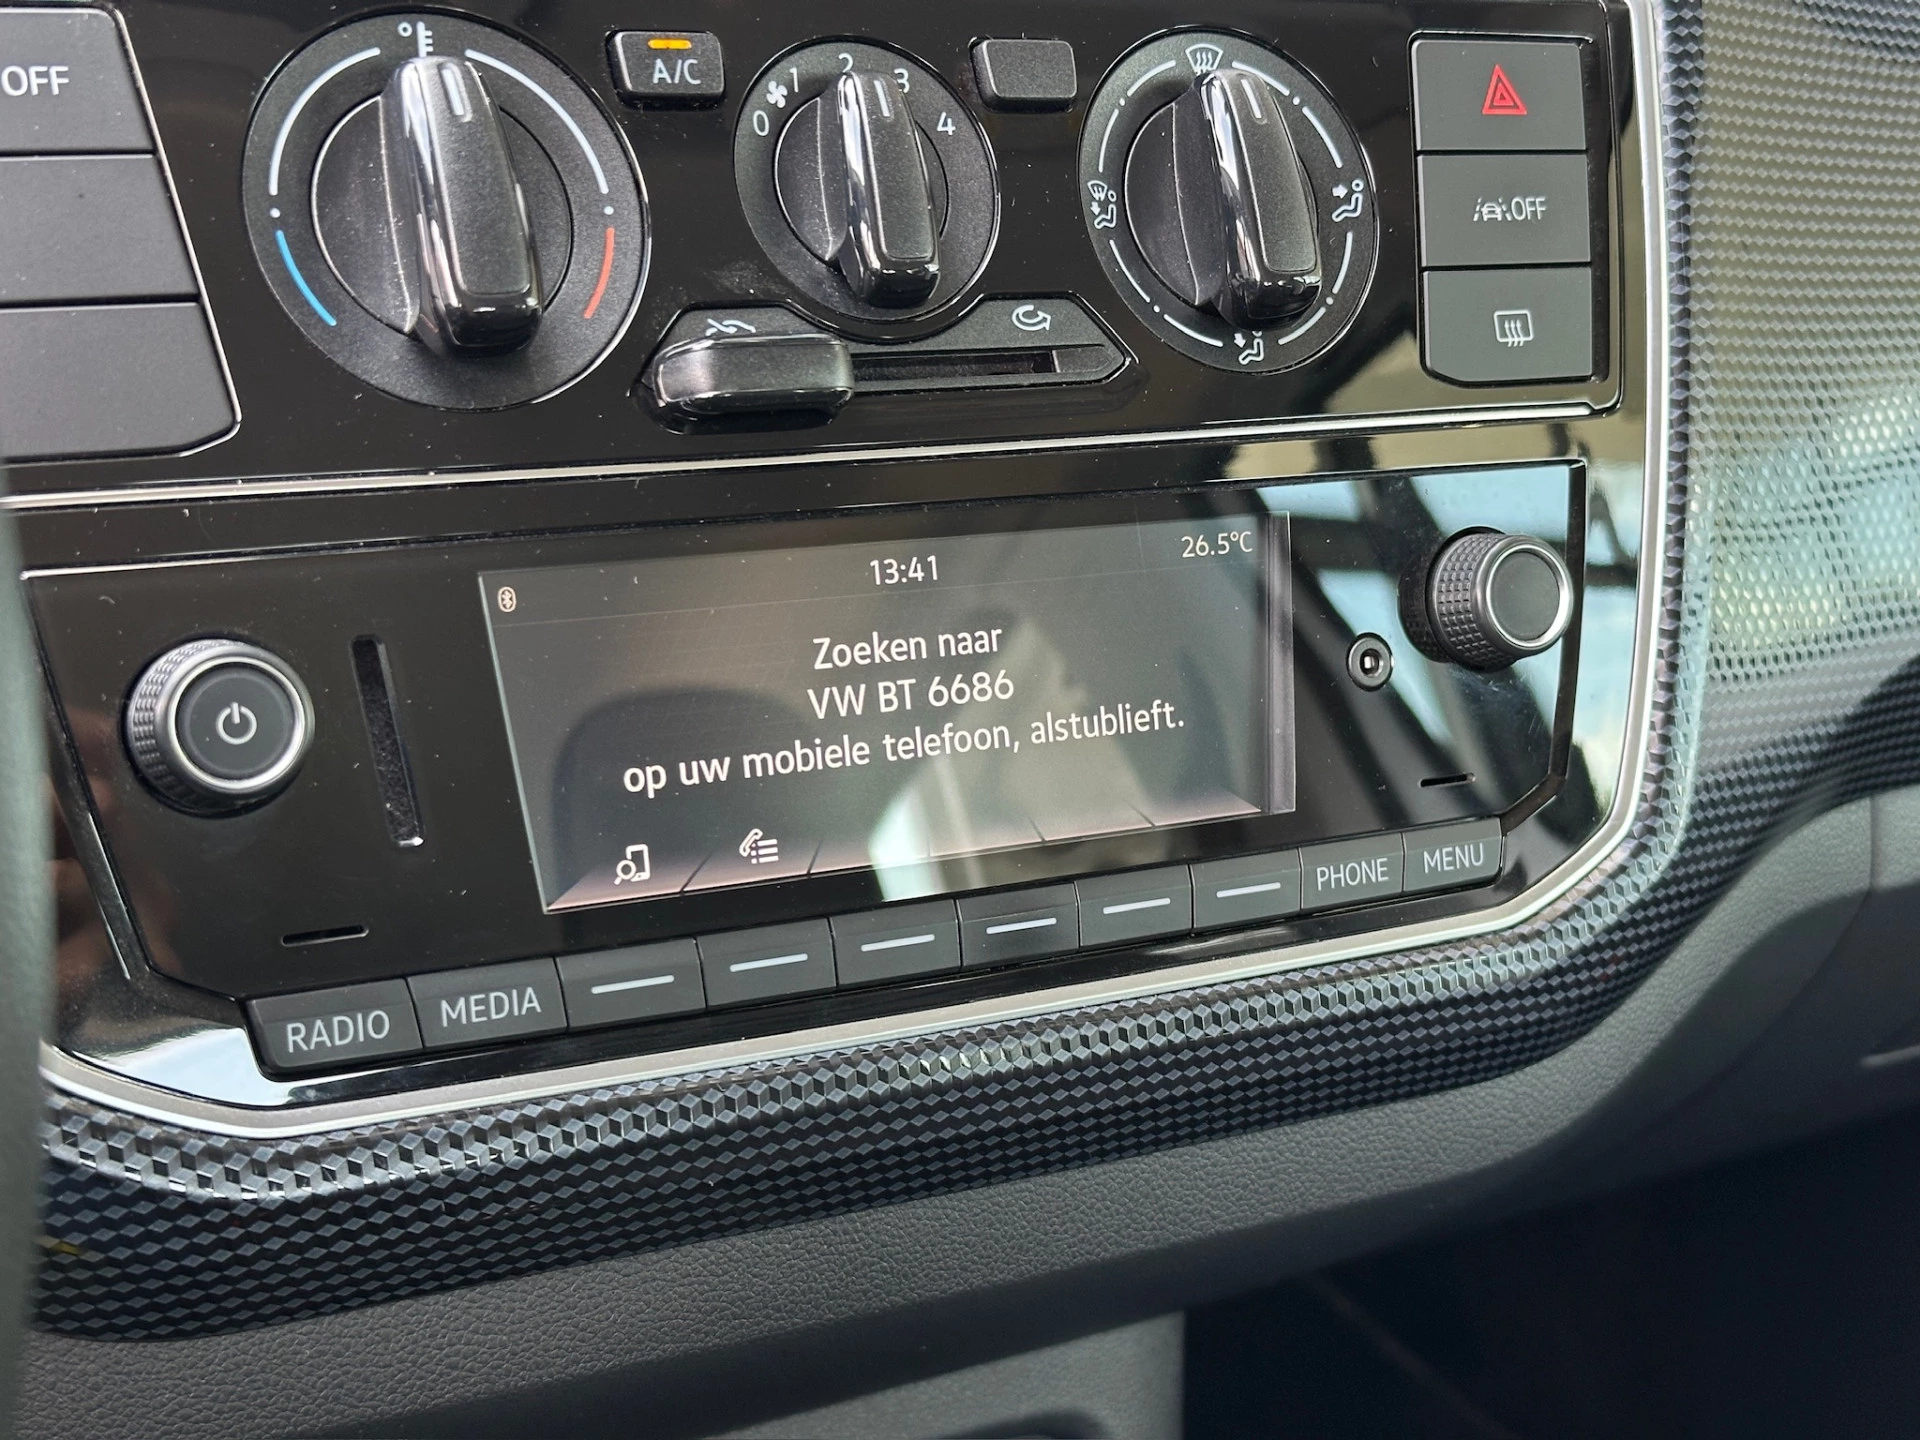 OFF
A/C
0 1 2 3 4
OFF
13:41
26.5°C
Zoeken naar
VW BT 6686
op uw mobiele telefoon, alstublieft.
RADIO
MEDIA
PHONE
MENU